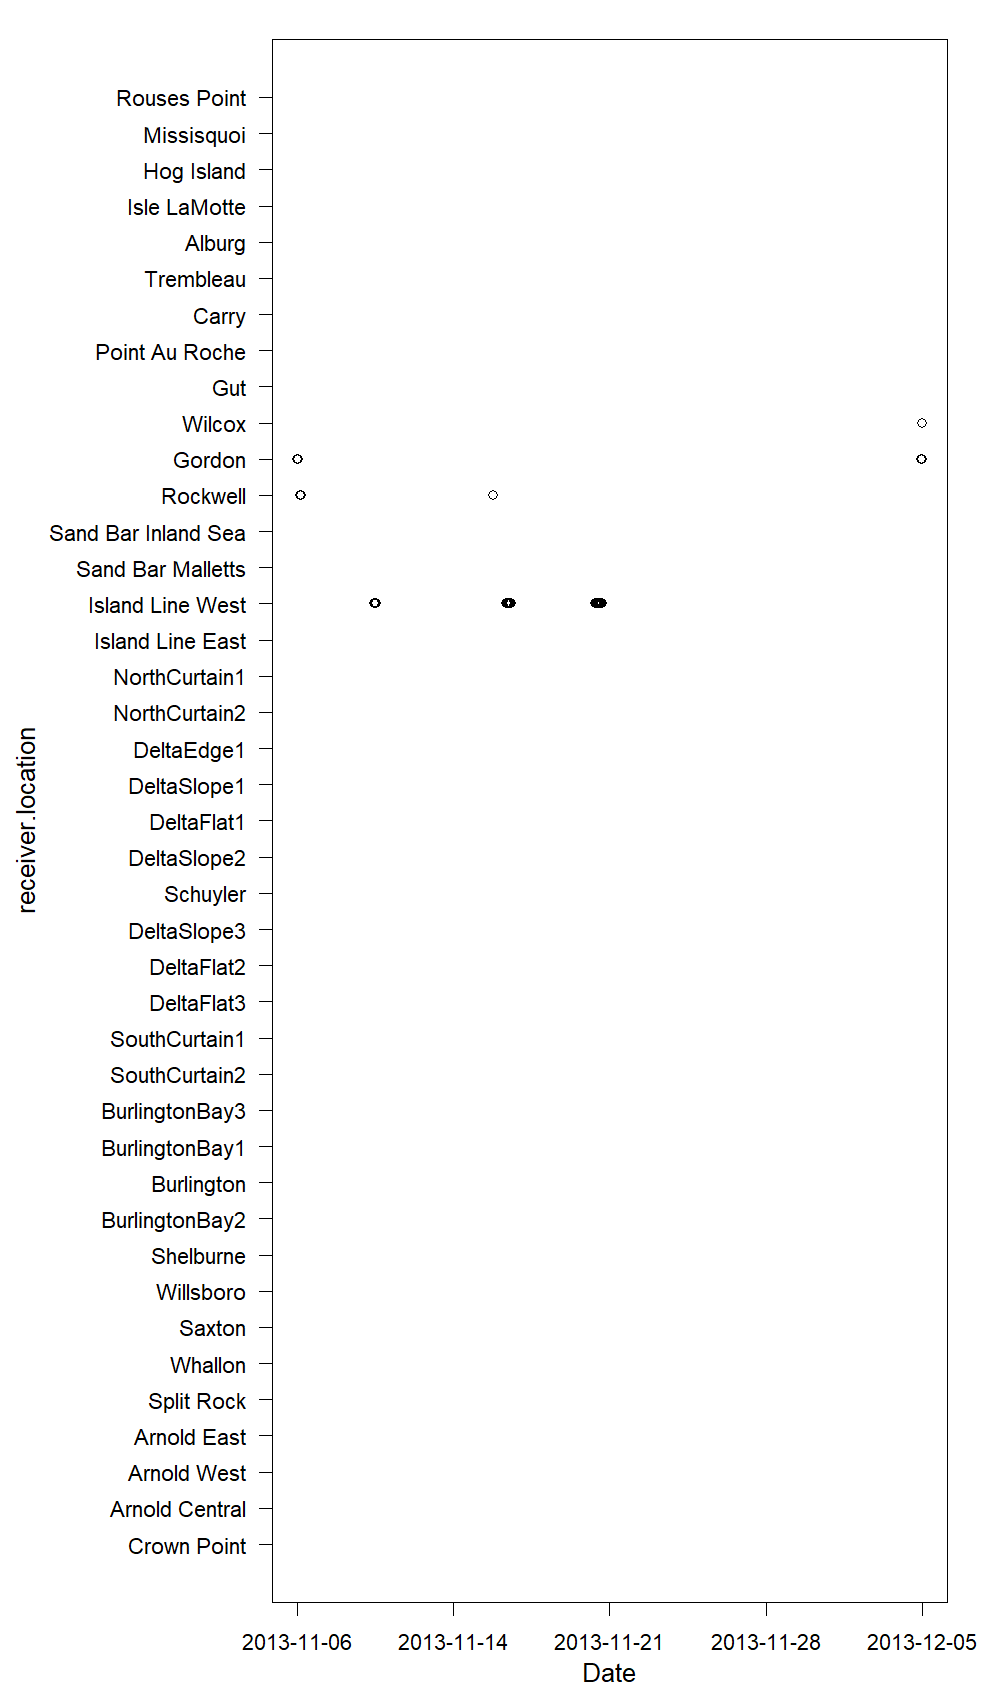 Rouses Point
Missisquoi
Hog Island
Isle LaMotte
Alburg
Trembleau
Carry
Point Au Roche
Gut
Wilcox
Gordon
Rockwell
Sand Bar Inland Sea
Sand Bar Malletts
Island Line West
Island Line East
NorthCurtain1
NorthCurtain2
DeltaEdge1
DeltaSlope1
DeltaFlat1
DeltaSlope2
Schuyler
DeltaSlope3
DeltaFlat2
DeltaFlat3
SouthCurtain1
SouthCurtain2
BurlingtonBay3
BurlingtonBay1
Burlington
BurlingtonBay2
Shelburne
Willsboro
Saxton
Whallon
Split Rock
Arnold East
Arnold West
Arnold Central
Crown Point
receiver.location
2013-11-06 2013-11-14 2013-11-21 2013-11-28 2013-12-05
Date